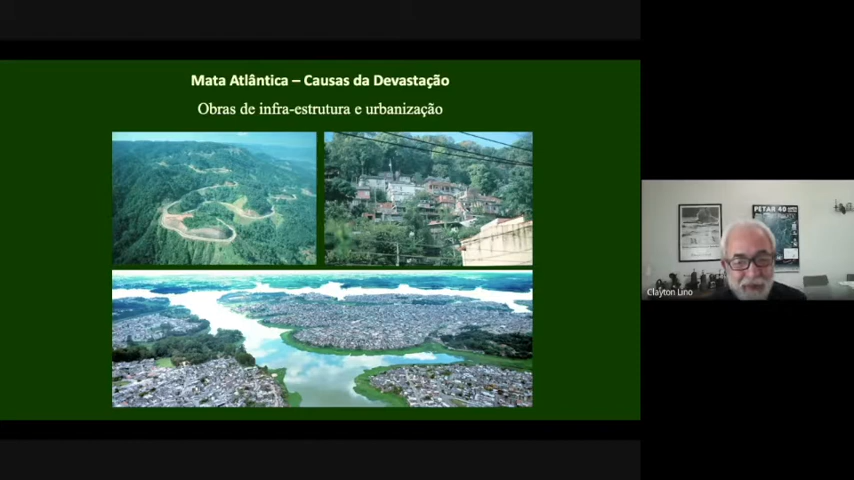 Mata Atlântica – Causas da Devastação
Obras de infra-estrutura e urbanização
PETAR 40
Clayton Lino